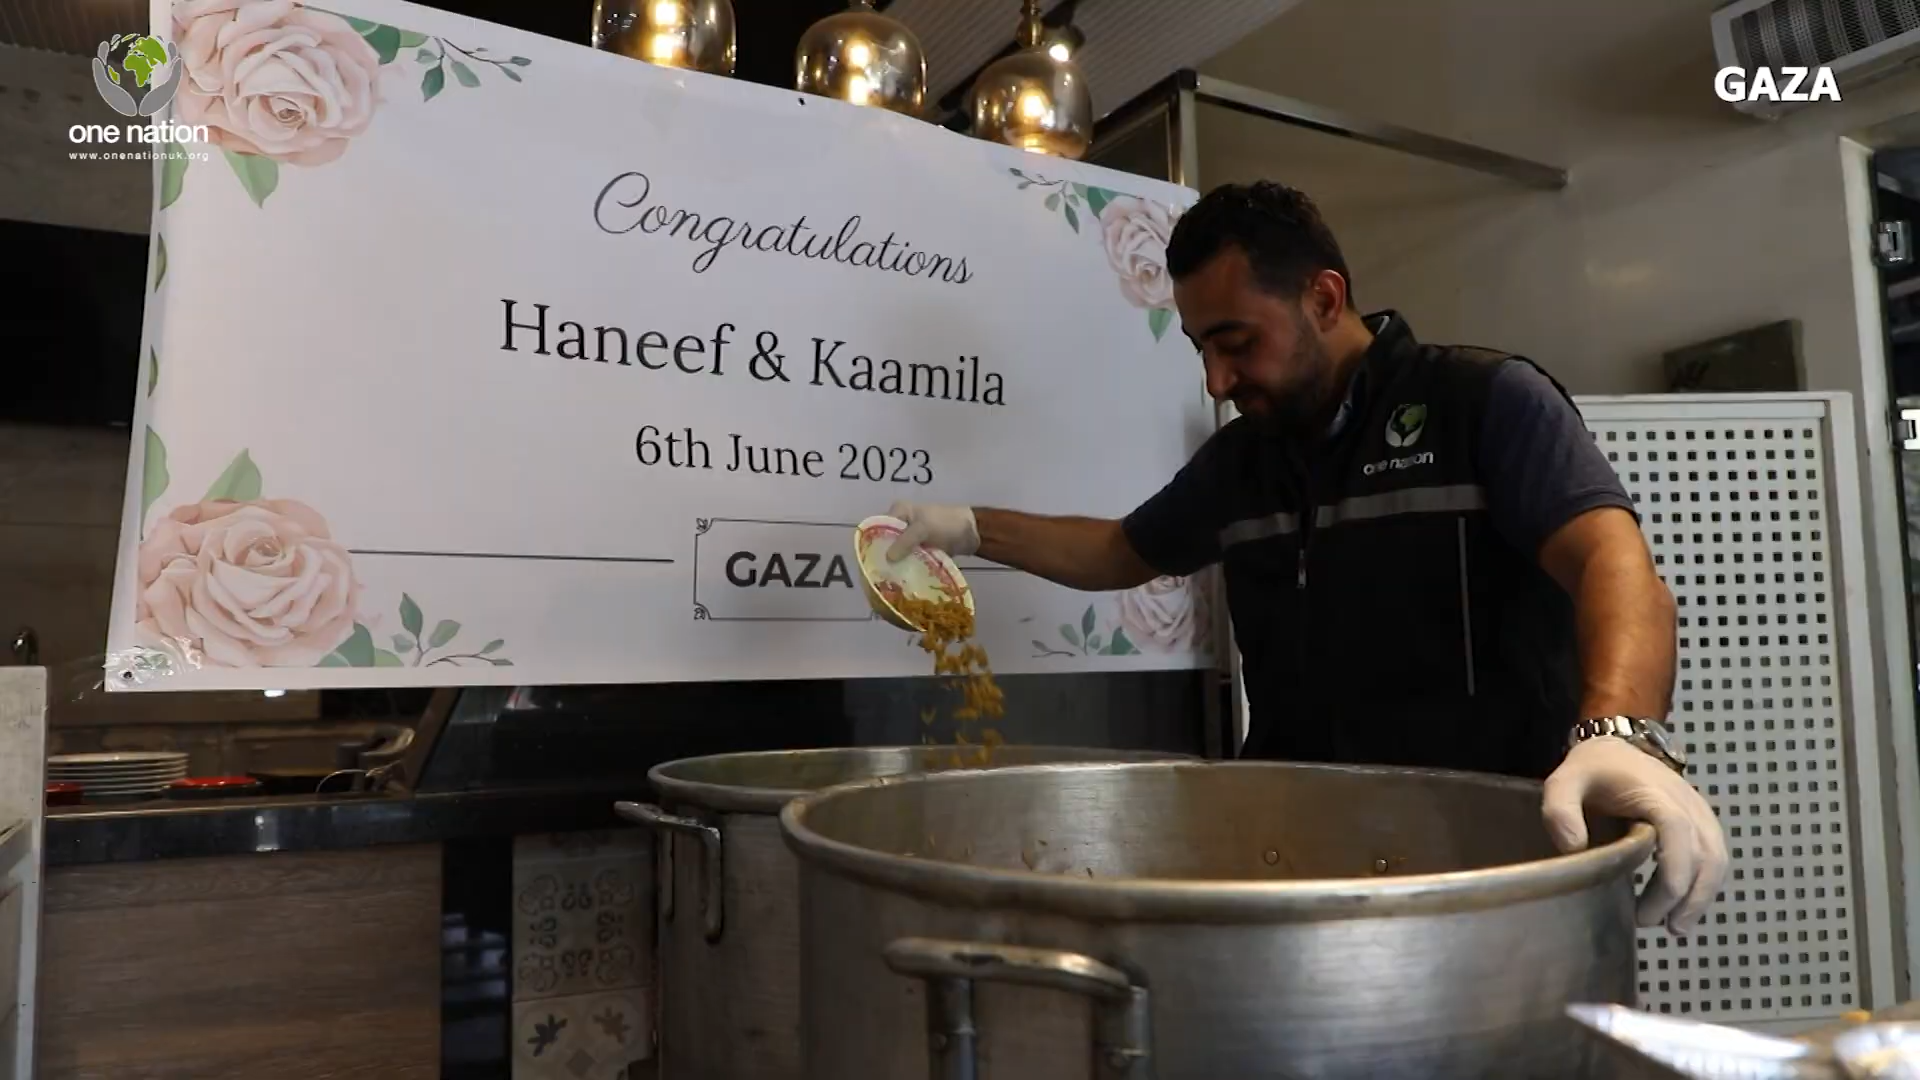 one nation
www.onenationuk.org
GAZA
Congratulations
Haneef & Kaamila
6th June 2023
GAZA
one nation